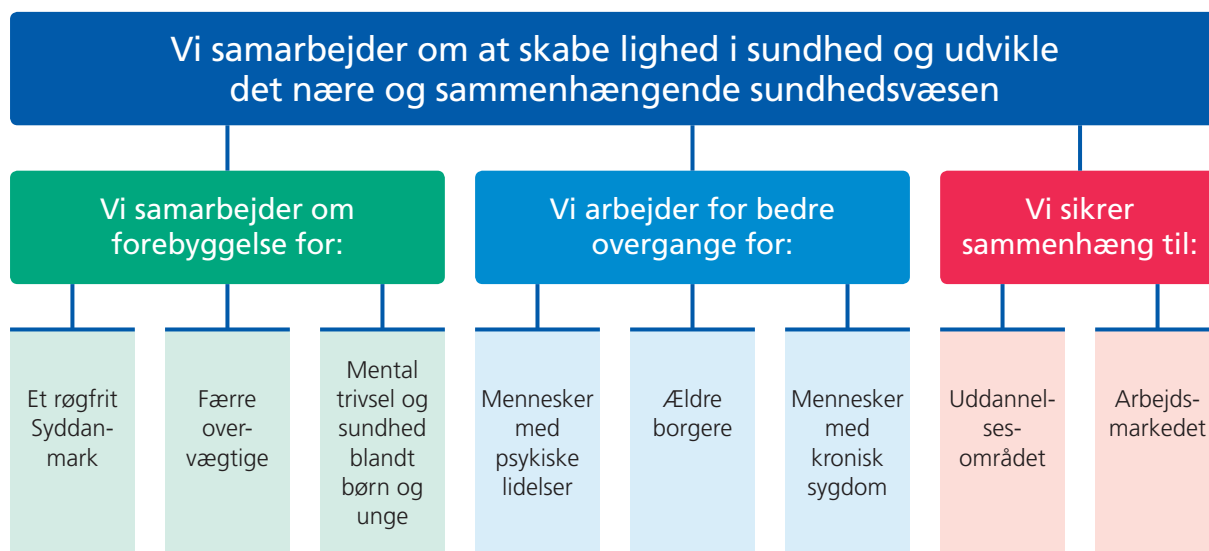 Vi samarbejder om at skabe lighed i sundhed og udvikle
det nære og sammenhængende sundhedsvæsen
Vi samarbejder om
forebyggelse for:
Vi arbejder for bedre
overgange for:
Vi sikrer
sammenhæng til:
Et røgfrit
Syddan-
mark
Færre
over-
vægtige
Mental
trivsel og
sundhed
blandt
børn og
unge
Mennesker
med
psykiske
lidelser
Ældre
borgere
Mennesker
med
kronisk
sygdom
Uddannel-
ses-
området
Arbejds-
markedet